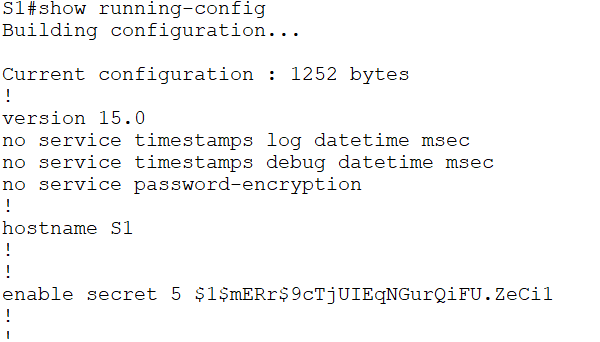 S1#show running-config
Building configuration...
Current configuration : 1252 bytes
!
version 15.0
no service timestamps log datetime msec
no service timestamps debug datetime msec
no service password-encryption
!
hostname S1
!
!
enable secret 5 $1$mERr$9cTjUIEqNGurQiFU.ZeCi1
!
!